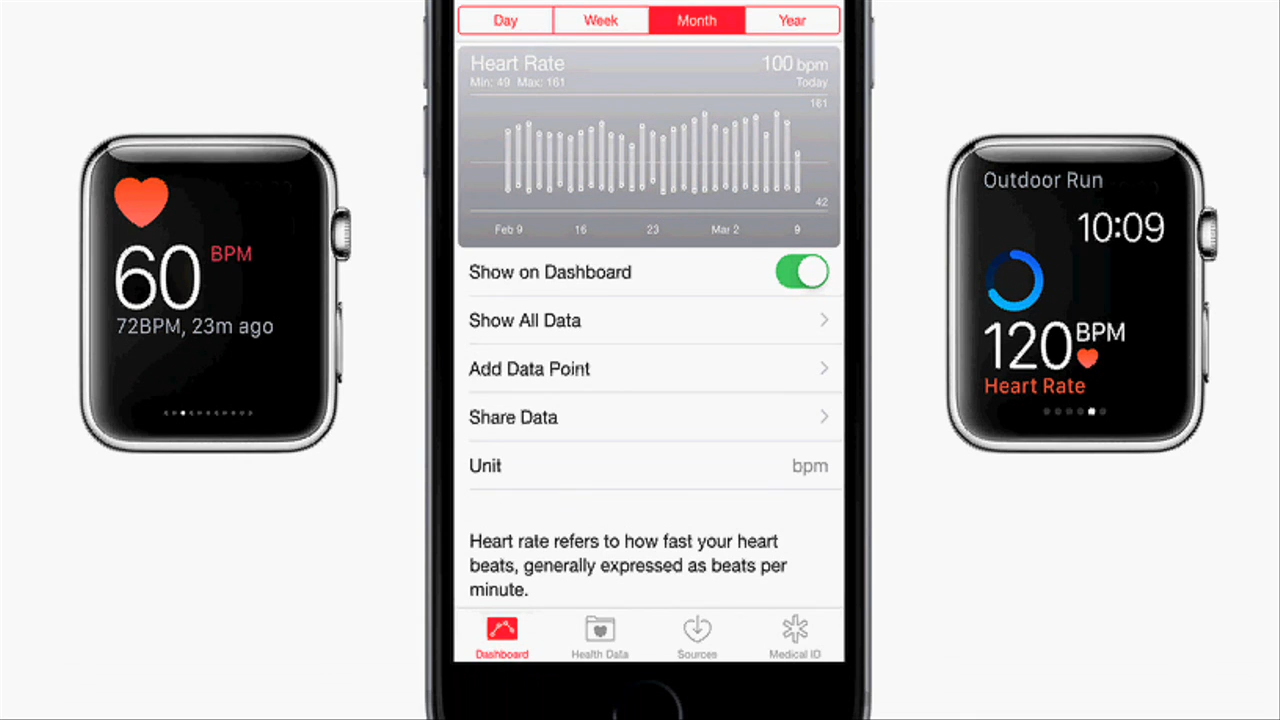 60 BPM
72BPM, 23m ago
Day Week Month Year
Heart Rate 100 bpm
Min: 49 Max: 161 Today
161
42
Feb 9 16 23 Mar 2 9
Show on Dashboard
Show All Data
Add Data Point
Share Data
Unit bpm
Heart rate refers to how fast your heart
beats, generally expressed as beats per
minute.
Dashboard Health Data Sources Medical ID
Outdoor Run
10:09
120 BPM
Heart Rate